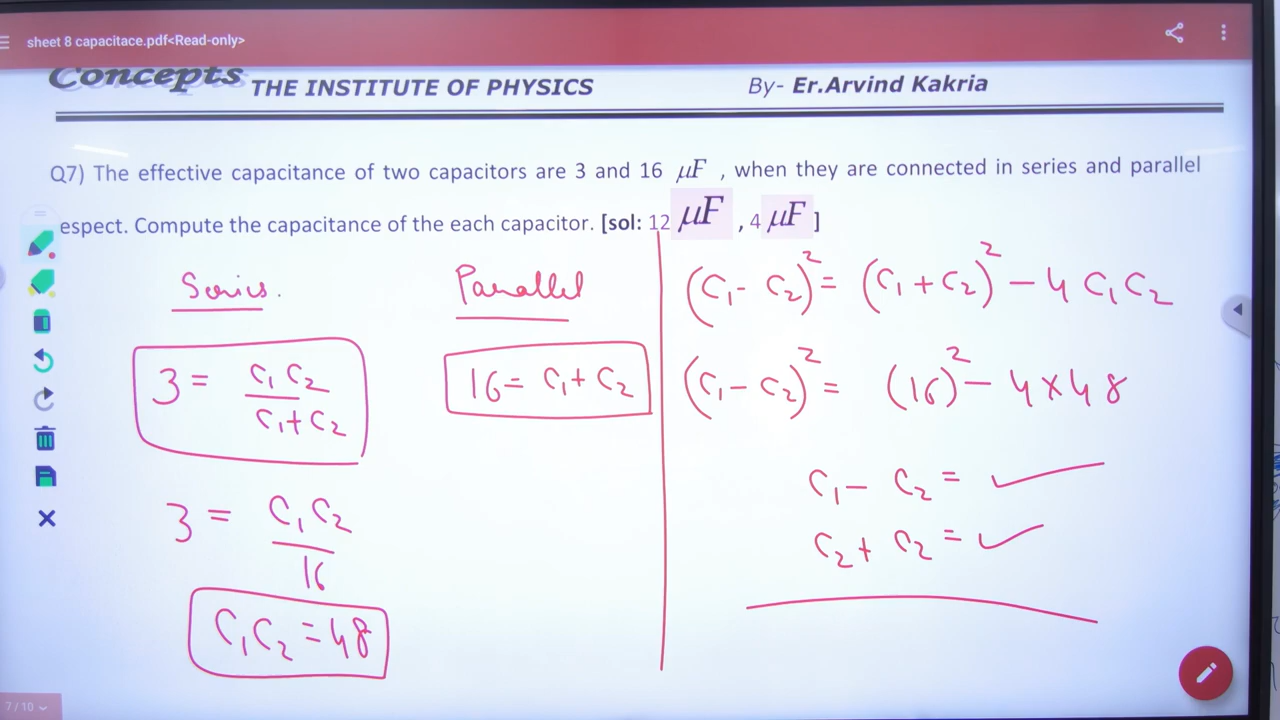 sheet 8 capacitace.pdf<Read-only>
Concepts THE INSTITUTE OF PHYSICS By- Er.Arvind Kakria
Q7) The effective capacitance of two capacitors are 3 and 16 μF , when they are connected in series and parallel
espect. Compute the capacitance of the each capacitor. [sol: 12 μF , 4 μF ]
Series.
3 = C₁C₂/(C₁+C₂)
3 = C₁C₂/16
C₁C₂ = 48
Parallel
16 = C₁+C₂
(C₁- C₂)² = (C₁+C₂)² - 4 C₁C₂
(C₁-C₂)² = (16)² - 4×48
C₁- C₂ = ✓
C₂+ C₂ = ✓
7 / 10